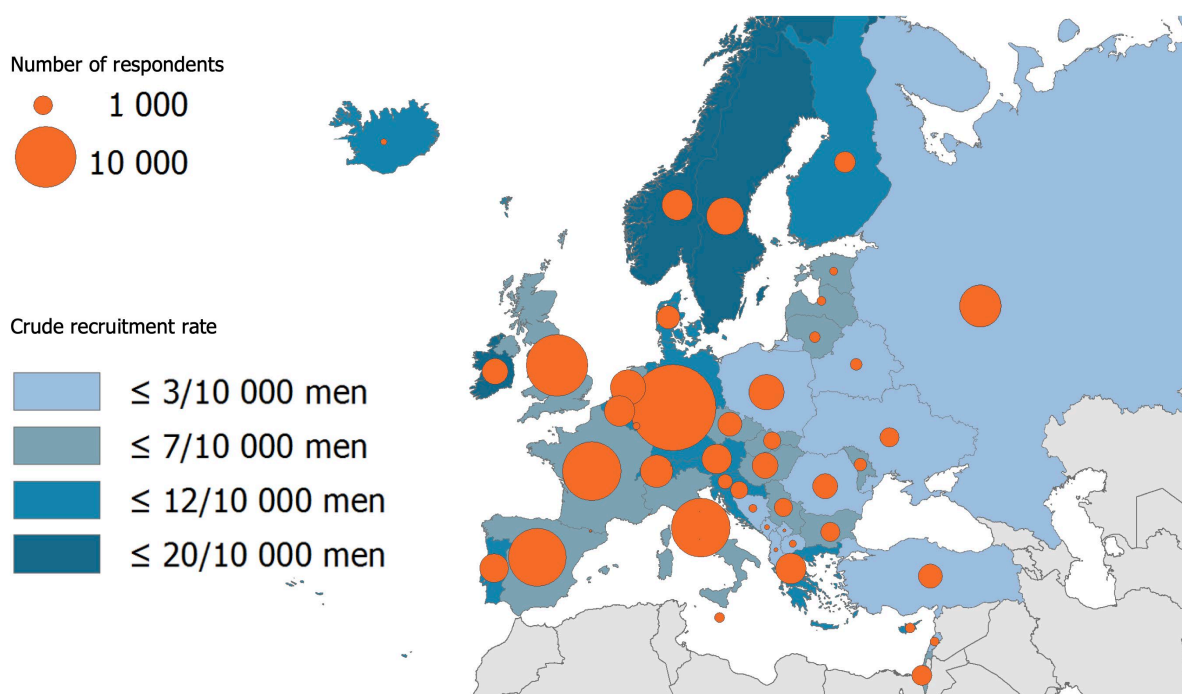 Number of respondents
1 000
10 000
Crude recruitment rate
≤ 3/10 000 men
≤ 7/10 000 men
≤ 12/10 000 men
≤ 20/10 000 men